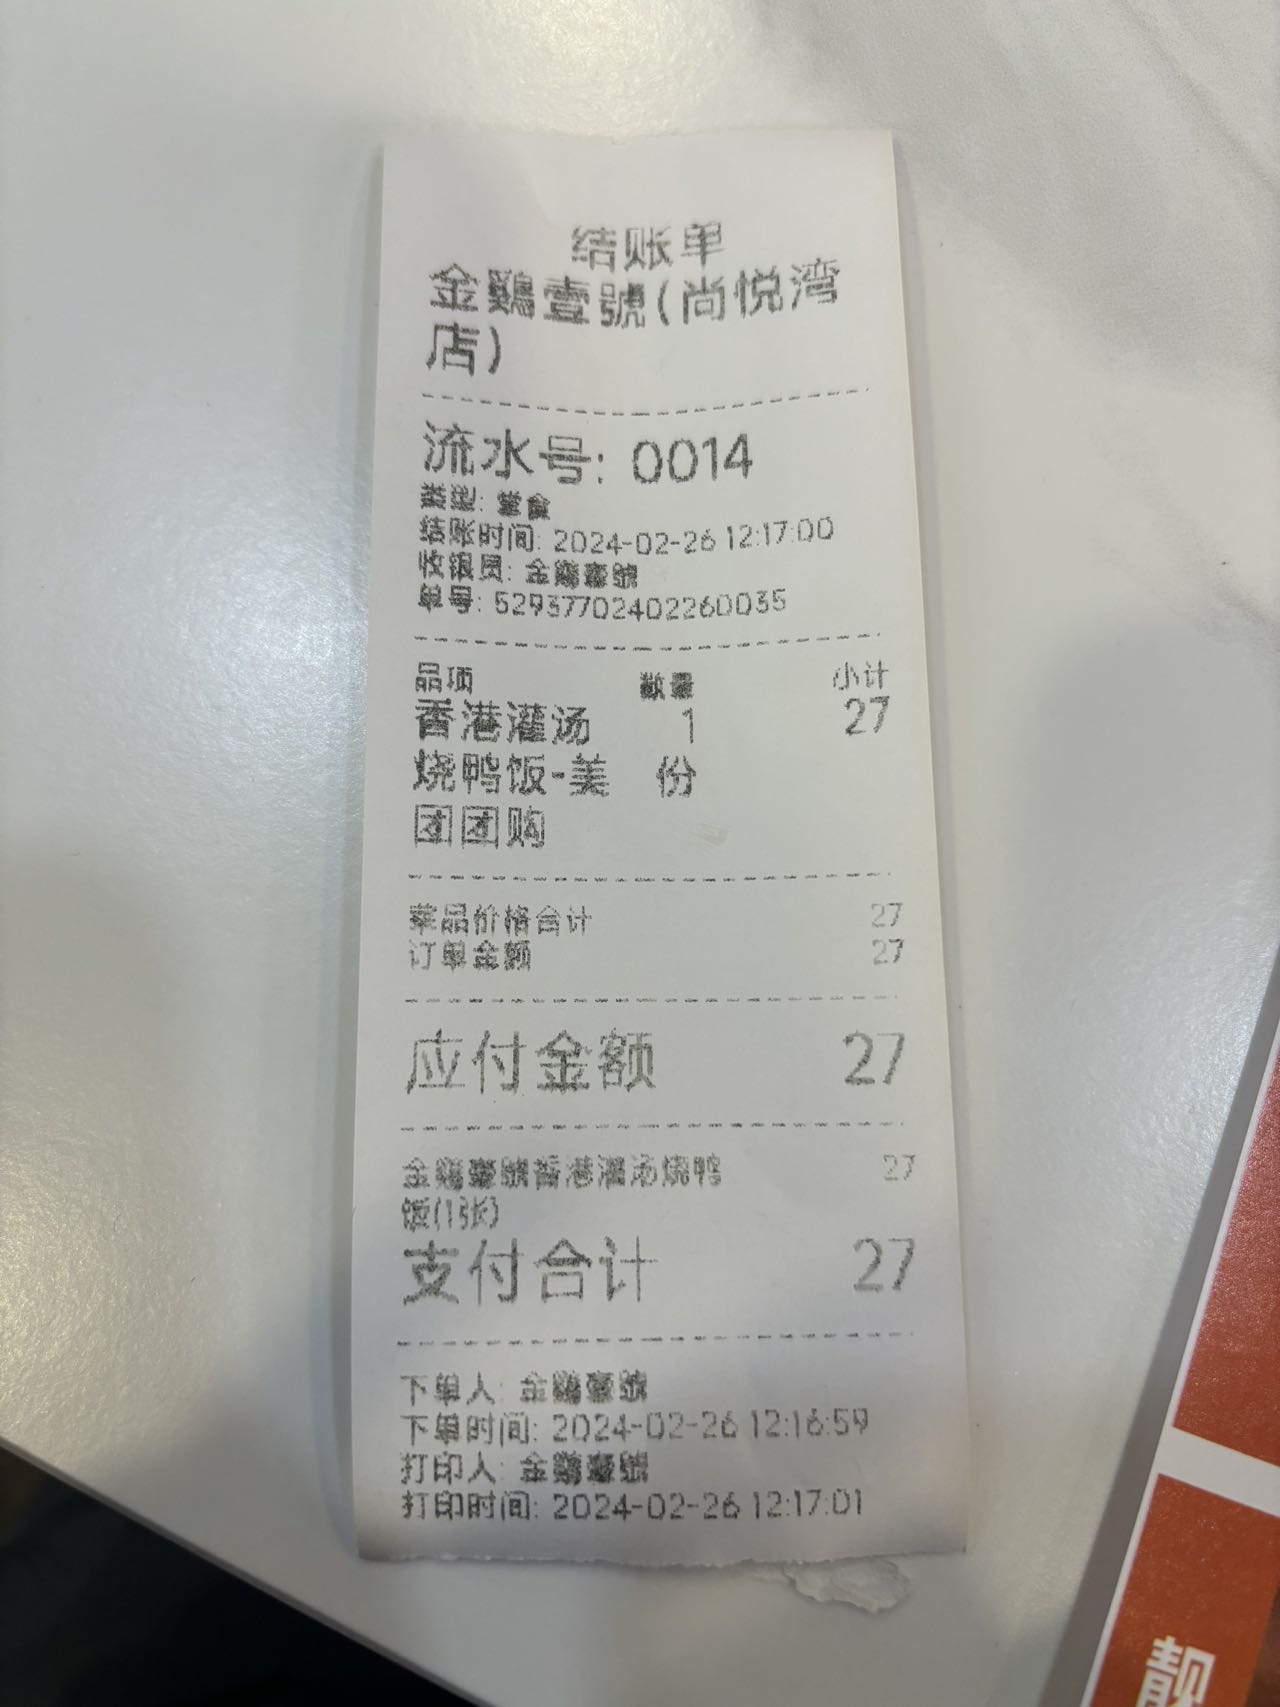 结账单
金鷄壹號(尚悦湾
店)
流水号: 0014
类型: 堂食
结账时间: 2024-02-26 12:17:00
收银员: 金鷄壹號
单号: 52937702402260035
品项 数量 小计
香港灌汤 1 27
烧鸭饭-美 份
团团购
菜品价格合计 27
订单金额 27
应付金额 27
金鷄壹號香港灌汤烧鸭 27
饭(1张)
支付合计 27
下单人: 金鷄壹號
下单时间: 2024-02-26 12:16:59
打印人: 金鷄壹號
打印时间: 2024-02-26 12:17:01
靓